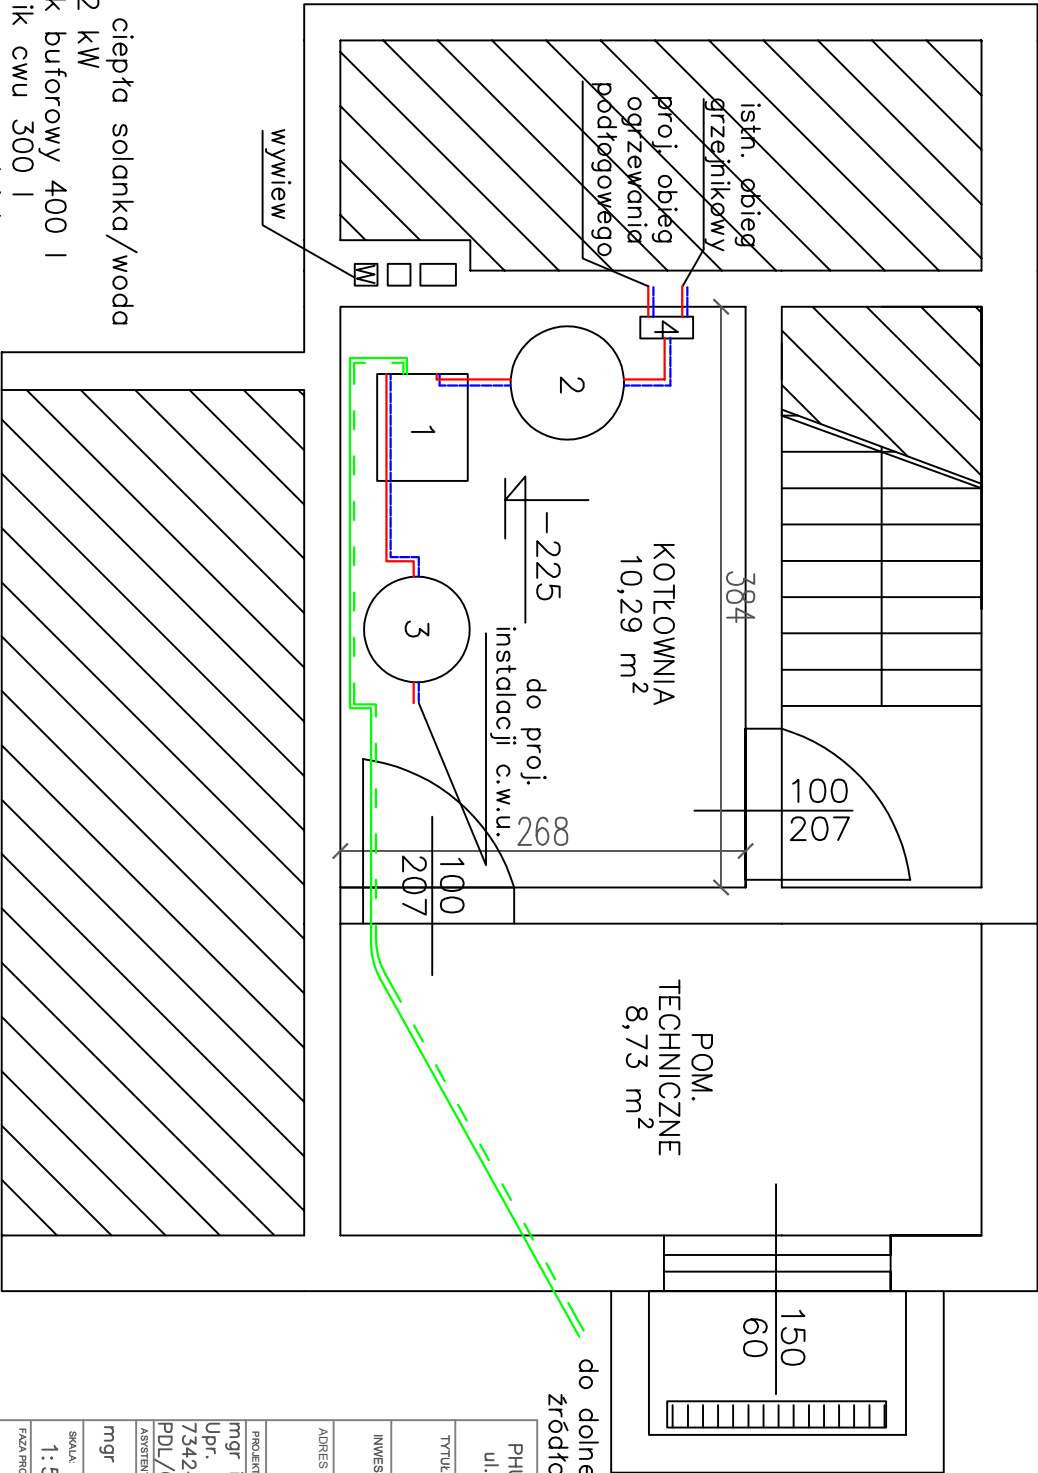 istn. obieg
grzejnikowy
proj. obieg
ogrzewania
podłogowego
wywiew
W
4
2
1
3
-225
KOTŁOWNIA
10,29 m²
384
do proj.
instalacji c.w.u.
268
100
207
100
207
POM.
TECHNICZNE
8,73 m²
150
60
do dolne
źródło
ciepła solanka/woda
2 kW
k buforowy 400 l
ik cwu 300 l
PHU
ul.
TYTUŁ
INWES
ADRES
PROJEKT
mgr
Upr.
7342
PDL/
ASYSTEN
mgr
SKALA:
1:5
FAZA PRO